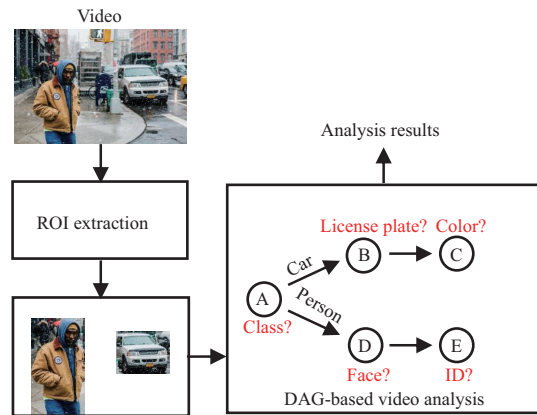 Video
Analysis results
ROI extraction
License plate? Color?
Car
B
C
A
Class?
Person
D
E
Face?
ID?
DAG-based video analysis